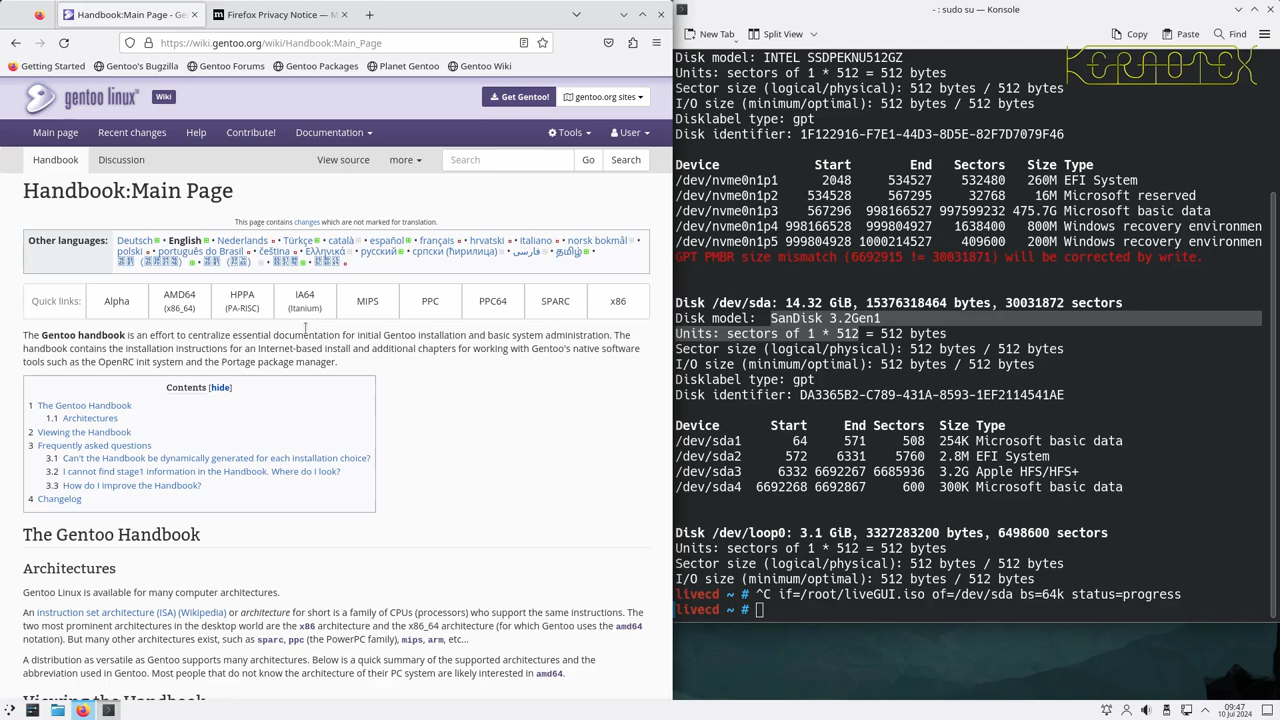 Handbook:Main Page - Ge
Firefox Privacy Notice — M
https://wiki.gentoo.org/wiki/Handbook:Main_Page
Getting Started
Gentoo's Bugzilla
Gentoo Forums
Gentoo Packages
Planet Gentoo
Gentoo Wiki
gentoo linux
Wiki
Get Gentoo!
gentoo.org sites
Main page
Recent changes
Help
Contribute!
Documentation
Tools
User
Handbook
Discussion
View source
more
Search
Go
Search
Handbook:Main Page
This page contains changes which are not marked for translation.
Other languages:
Deutsch • English • Nederlands • Türkçe • català • español • français • hrvatski • italiano • norsk bokmål •
polski • português do Brasil • čeština • Ελληνικά • русский • српски (ћирилица) • فارسی • தமிழ் •
Quick links:
Alpha
AMD64
(x86_64)
HPPA
(PA-RISC)
IA64
(Itanium)
MIPS
PPC
PPC64
SPARC
x86
The Gentoo handbook is an effort to centralize essential documentation for initial Gentoo installation and basic system administration. The
handbook contains the installation instructions for an Internet-based install and additional chapters for working with Gentoo's native software
tools such as the OpenRC init system and the Portage package manager.
Contents [hide]
1 The Gentoo Handbook
1.1 Architectures
2 Viewing the Handbook
3 Frequently asked questions
3.1 Can't the Handbook be dynamically generated for each installation choice?
3.2 I cannot find stage1 information in the Handbook. Where do I look?
3.3 How do I improve the Handbook?
4 Changelog
The Gentoo Handbook
Architectures
Gentoo Linux is available for many computer architectures.
An instruction set architecture (ISA) (Wikipedia) or architecture for short is a family of CPUs (processors) who support the same instructions. The
two most prominent architectures in the desktop world are the x86 architecture and the x86_64 architecture (for which Gentoo uses the amd64
notation). But many other architectures exist, such as sparc, ppc (the PowerPC family), mips, arm, etc...
A distribution as versatile as Gentoo supports many architectures. Below is a quick summary of the supported architectures and the
abbreviation used in Gentoo. Most people that do not know the architecture of their PC system are likely interested in amd64.
Viewing the Handbook
- : sudo su — Konsole
New Tab
Split View
Copy
Paste
Find
KERNOTEX
Disk model: INTEL SSDPEKNU512GZ
Units: sectors of 1 * 512 = 512 bytes
Sector size (logical/physical): 512 bytes / 512 bytes
I/O size (minimum/optimal): 512 bytes / 512 bytes
Disklabel type: gpt
Disk identifier: 1F122916-F7E1-44D3-8D5E-82F7D7079F46
Device Start End Sectors Size Type
/dev/nvme0n1p1 2048 534527 532480 260M EFI System
/dev/nvme0n1p2 534528 567295 32768 16M Microsoft reserved
/dev/nvme0n1p3 567296 998166527 997599232 475.7G Microsoft basic data
/dev/nvme0n1p4 998166528 999804927 1638400 800M Windows recovery environmen
/dev/nvme0n1p5 999804928 1000214527 409600 200M Windows recovery environmen
GPT PMBR size mismatch (6692915 != 30031871) will be corrected by write.
Disk /dev/sda: 14.32 GiB, 15376318464 bytes, 30031872 sectors
Disk model: SanDisk 3.2Gen1
Units: sectors of 1 * 512 = 512 bytes
Sector size (logical/physical): 512 bytes / 512 bytes
I/O size (minimum/optimal): 512 bytes / 512 bytes
Disklabel type: gpt
Disk identifier: DA3365B2-C789-431A-8593-1EF2114541AE
Device Start End Sectors Size Type
/dev/sda1 64 571 508 254K Microsoft basic data
/dev/sda2 572 6331 5760 2.8M EFI System
/dev/sda3 6332 6692267 6685936 3.2G Apple HFS/HFS+
/dev/sda4 6692268 6692867 600 300K Microsoft basic data
Disk /dev/loop0: 3.1 GiB, 3327283200 bytes, 6498600 sectors
Units: sectors of 1 * 512 = 512 bytes
Sector size (logical/physical): 512 bytes / 512 bytes
I/O size (minimum/optimal): 512 bytes / 512 bytes
livecd ~ # ^C if=/root/liveGUI.iso of=/dev/sda bs=64k status=progress
livecd ~ #
09:47
10 Jul 2024